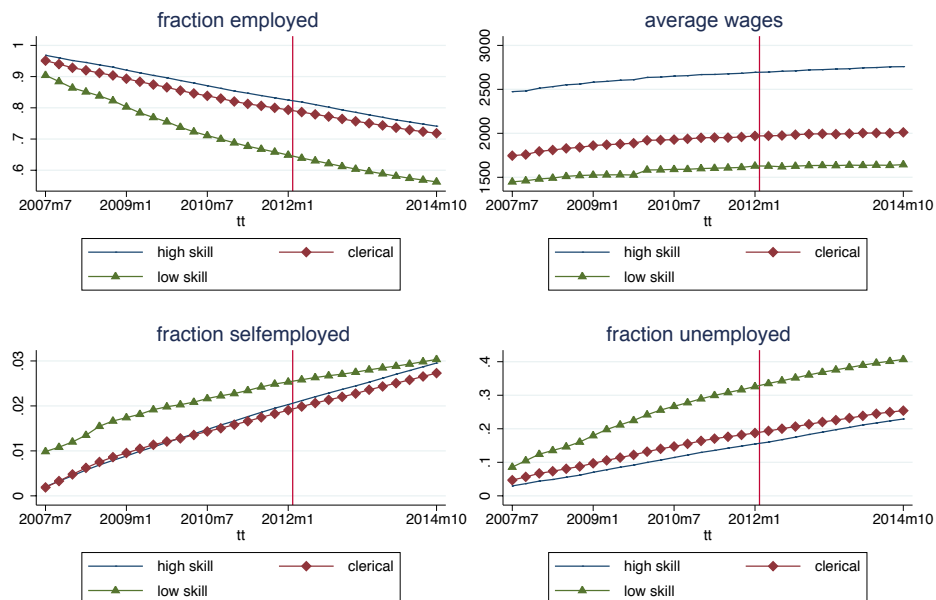 fraction employed
1
.9
.8
.7
.6
2007m7 2009m1 2010m7 2012m1 2014m10
tt
high skill clerical
low skill
average wages
3000
2500
2000
1500
2007m7 2009m1 2010m7 2012m1 2014m10
tt
high skill clerical
low skill
fraction selfemployed
.03
.02
.01
0
2007m7 2009m1 2010m7 2012m1 2014m10
tt
high skill clerical
low skill
fraction unemployed
.4
.3
.2
.1
0
2007m7 2009m1 2010m7 2012m1 2014m10
tt
high skill clerical
low skill